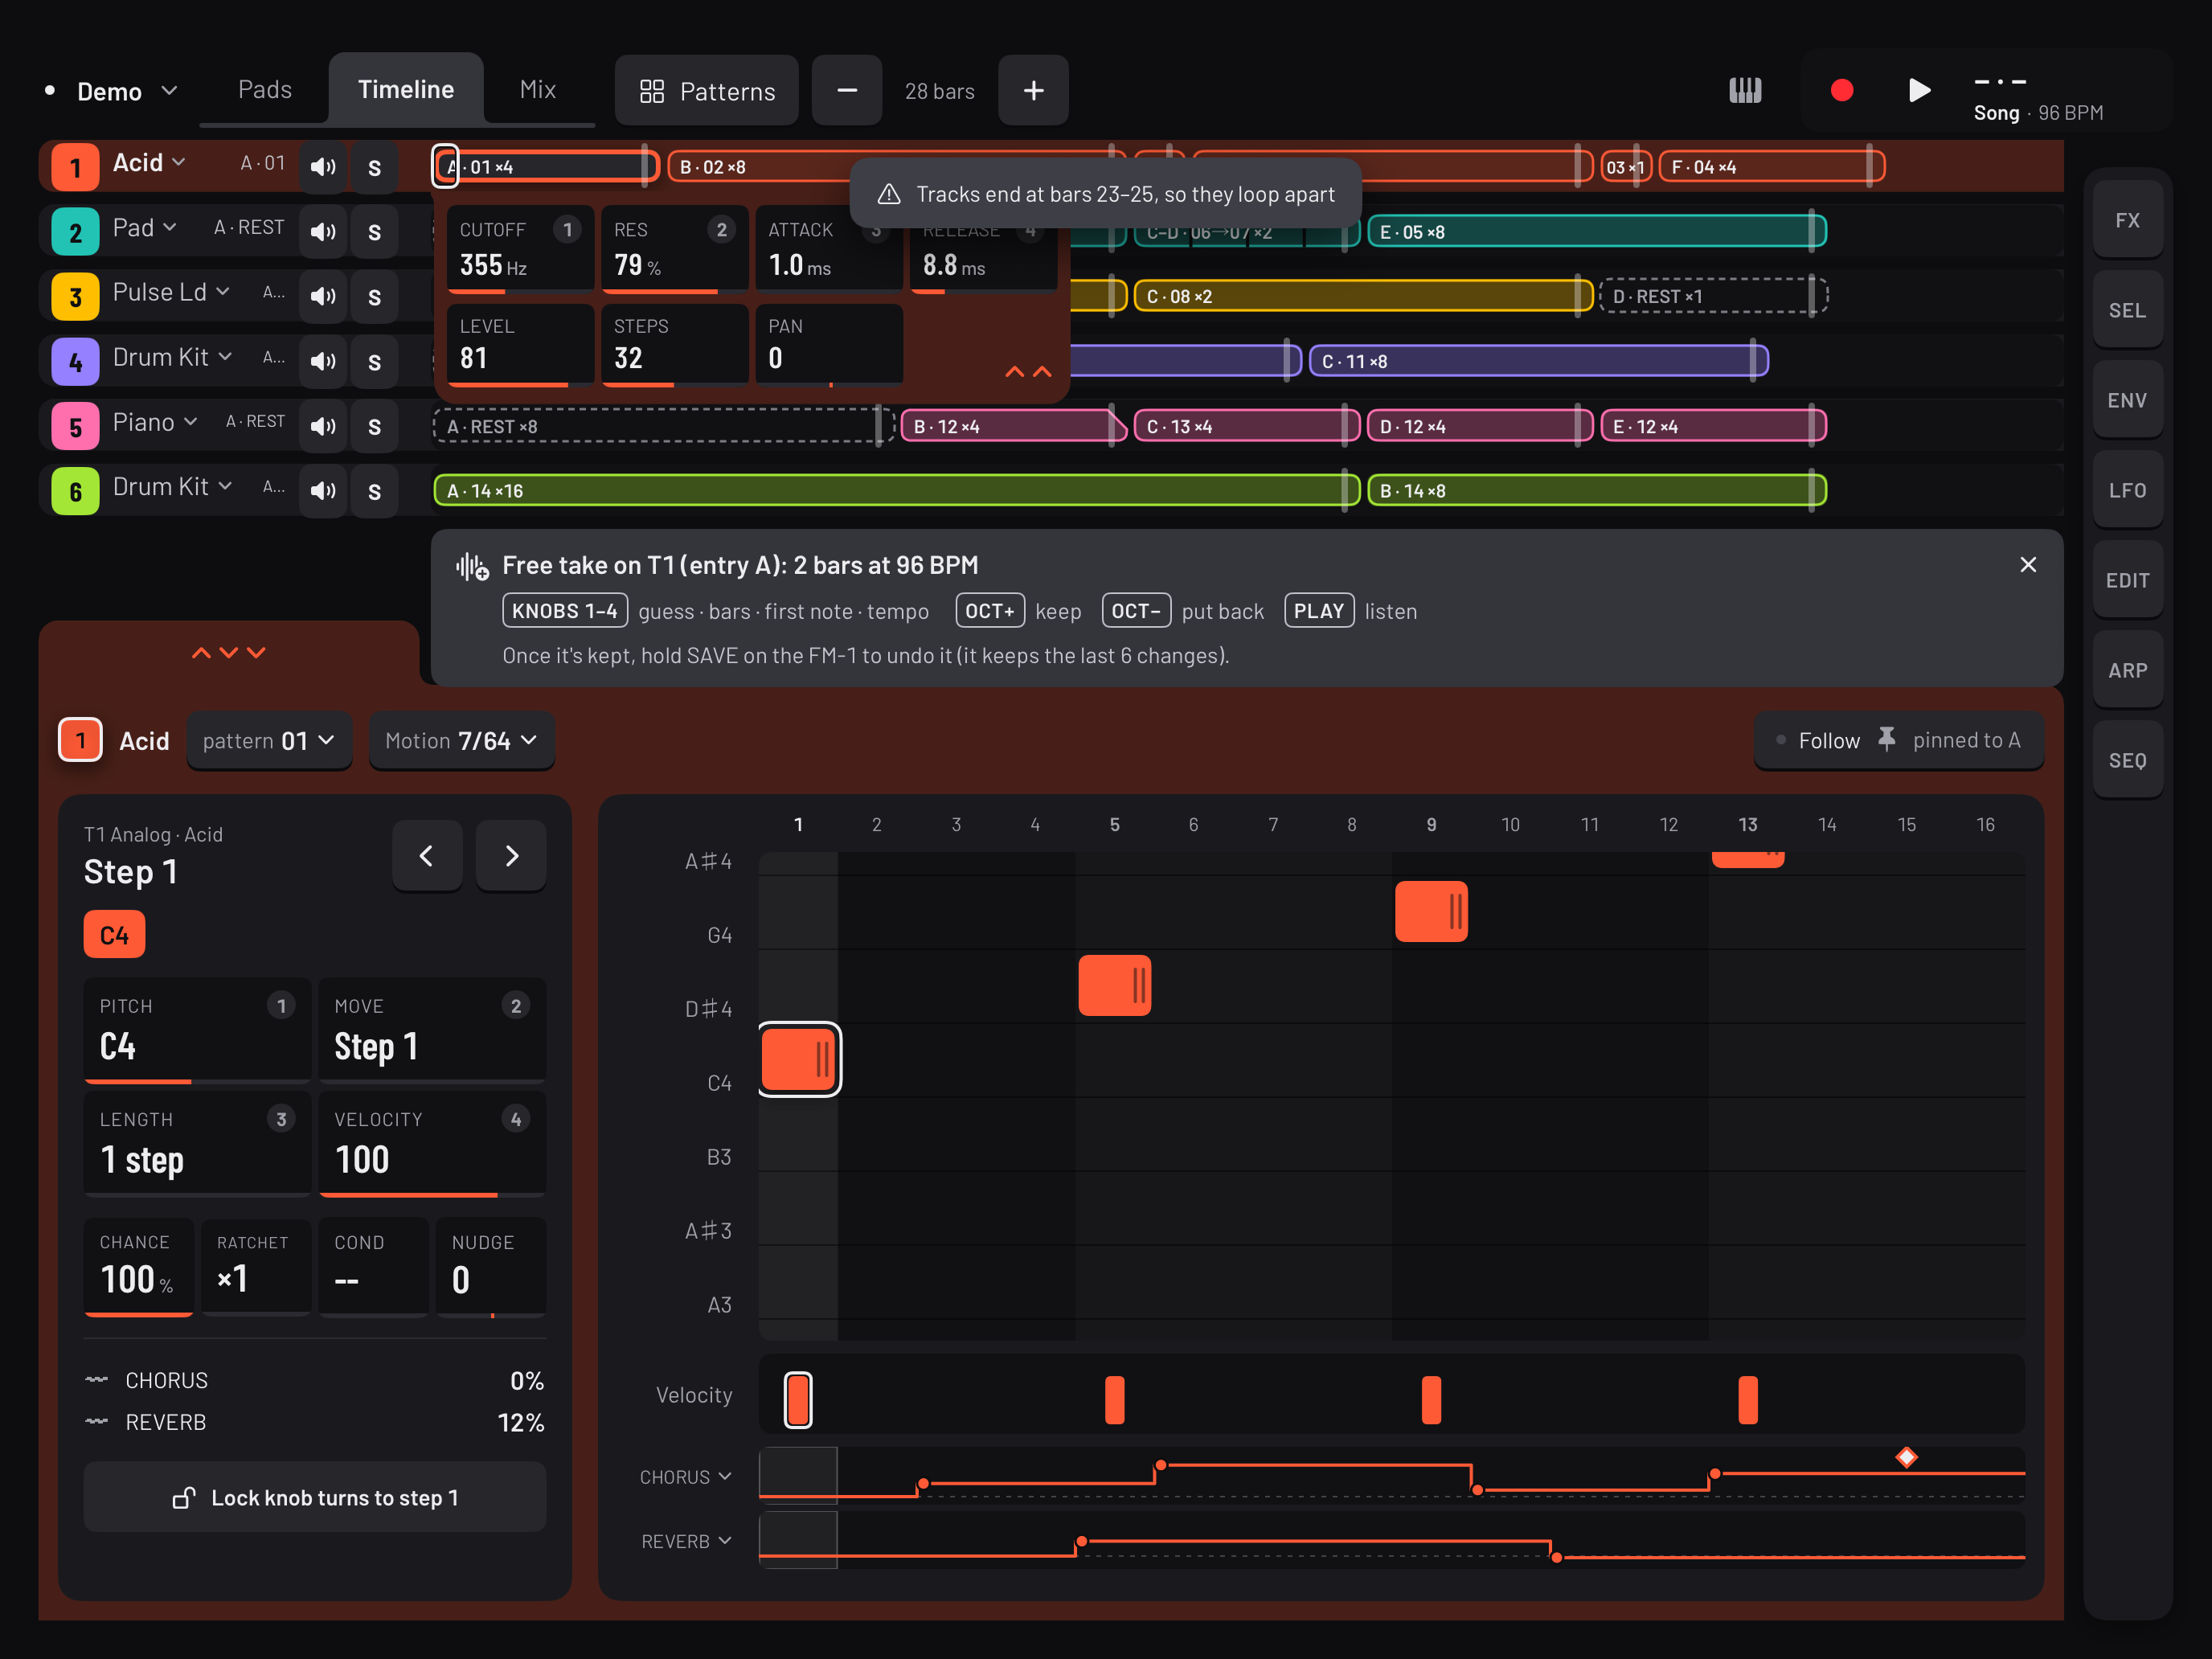 Demo Pads Timeline Mix Patterns − 28 bars + Song · 96 BPM
1 Acid A · 01 S A · 01 ×4 B · 02 ×8 03 ×1 F · 04 ×4
Tracks end at bars 23–25, so they loop apart
2 Pad A · REST S C–D · 06→07 ×2 E · 05 ×8
CUTOFF 1 RES 2 ATTACK 3 RELEASE 4
355 Hz 79 % 1.0 ms 8.8 ms
3 Pulse Ld A... S C · 08 ×2 D · REST ×1
LEVEL STEPS PAN
81 32 0
4 Drum Kit A... S C · 11 ×8
5 Piano A · REST S A · REST ×8 B · 12 ×4 C · 13 ×4 D · 12 ×4 E · 12 ×4
6 Drum Kit A... S A · 14 ×16 B · 14 ×8
FX
SEL
ENV
LFO
EDIT
ARP
SEQ
Free take on T1 (entry A): 2 bars at 96 BPM
KNOBS 1–4 guess · bars · first note · tempo OCT+ keep OCT− put back PLAY listen
Once it's kept, hold SAVE on the FM-1 to undo it (it keeps the last 6 changes).
1 Acid pattern 01 Motion 7/64 Follow pinned to A
T1 Analog · Acid
Step 1
C4
PITCH 1 MOVE 2
C4 Step 1
LENGTH 3 VELOCITY 4
1 step 100
CHANCE RATCHET COND NUDGE
100 % ×1 -- 0
CHORUS 0%
REVERB 12%
Lock knob turns to step 1
1 2 3 4 5 6 7 8 9 10 11 12 13 14 15 16
A♯4
G4
D♯4
C4
B3
A♯3
A3
Velocity
CHORUS
REVERB